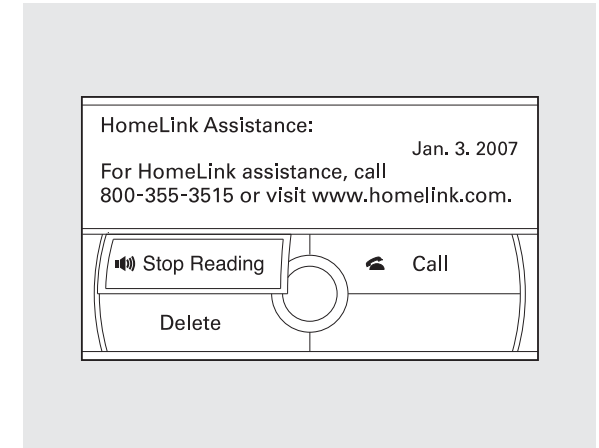 HomeLink Assistance:
Jan. 3. 2007
For HomeLink assistance, call
800-355-3515 or visit www.homelink.com.
Stop Reading
Call
Delete